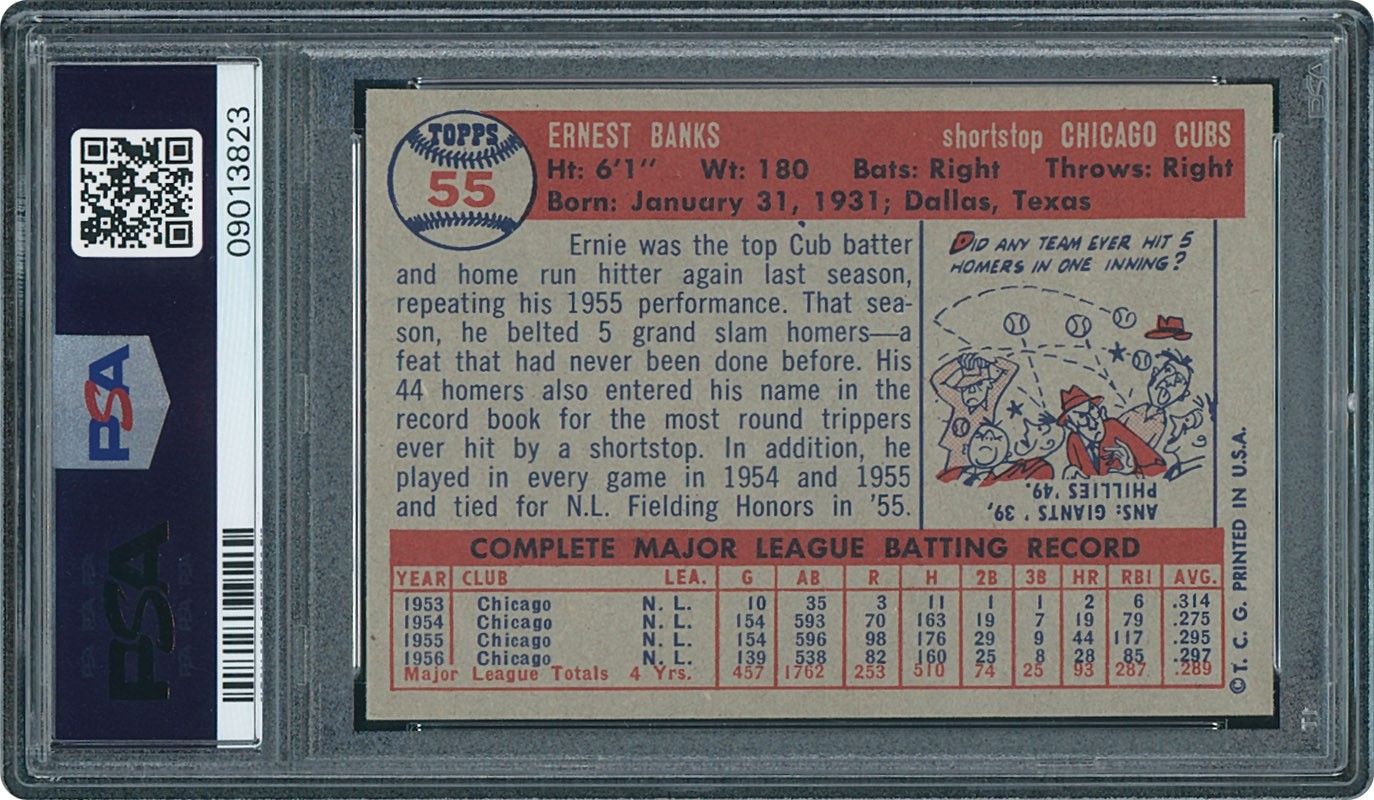 09013823
PSA
PSA
TOPPS
55
ERNEST BANKS shortstop CHICAGO CUBS
Ht: 6'1" Wt: 180 Bats: Right Throws: Right
Born: January 31, 1931; Dallas, Texas
Ernie was the top Cub batter
and home run hitter again last season,
repeating his 1955 performance. That sea-
son, he belted 5 grand slam homers—a
feat that had never been done before. His
44 homers also entered his name in the
record book for the most round trippers
ever hit by a shortstop. In addition, he
played in every game in 1954 and 1955
and tied for N.L. Fielding Honors in '55.
DID ANY TEAM EVER HIT 5
HOMERS IN ONE INNING?
ANS: GIANTS '39,
PHILLIES '49.
COMPLETE MAJOR LEAGUE BATTING RECORD
YEAR CLUB LEA. G AB R H 2B 3B HR RBI AVG.
1953 Chicago N. L. 10 35 3 11 1 1 2 6 .314
1954 Chicago N. L. 154 593 70 163 19 7 19 79 .275
1955 Chicago N. L. 154 596 98 176 29 9 44 117 .295
1956 Chicago N. L. 139 538 82 160 25 8 28 85 .297
Major League Totals 4 Yrs. 457 1762 253 510 74 25 93 287 .289
© T. C. G. PRINTED IN U.S.A.
PSA